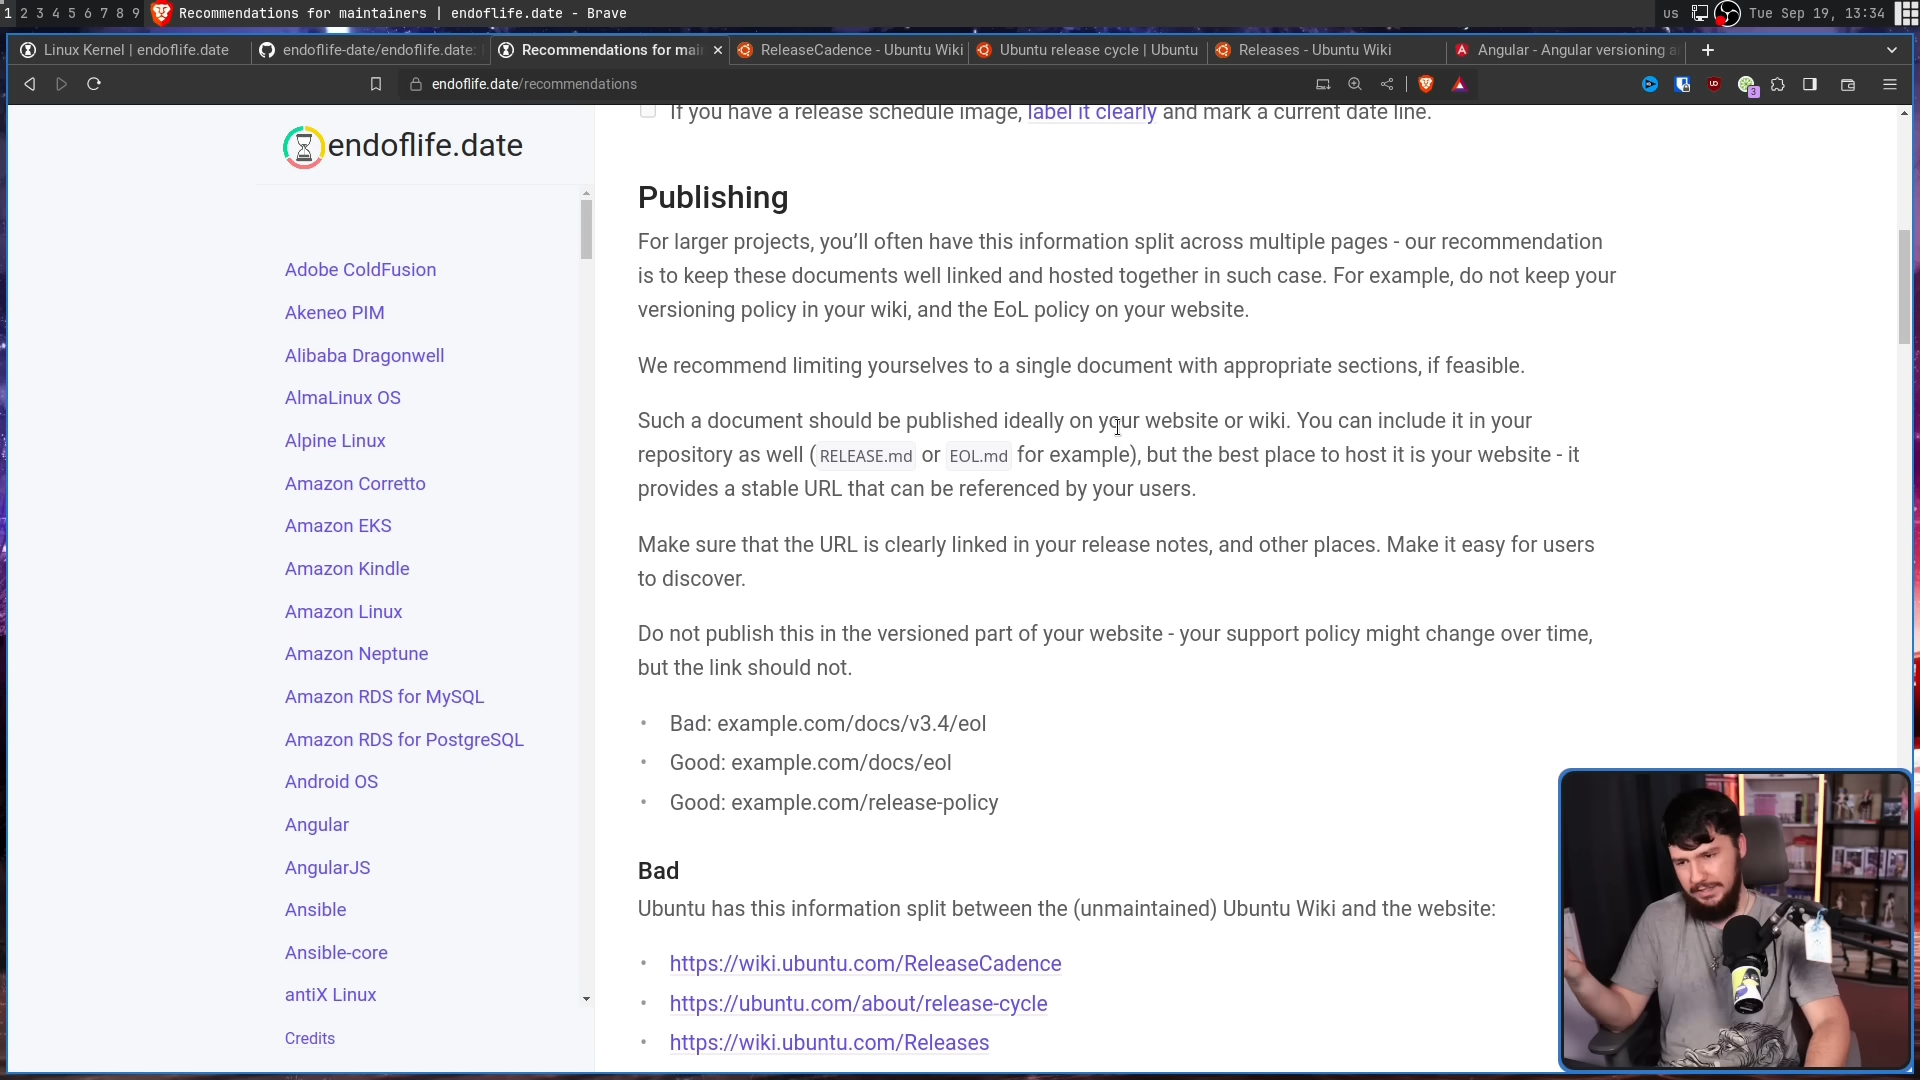 1 2 3 4 5 6 7 8 9 Recommendations for maintainers | endoflife.date - Brave us Tue Sep 19, 13:34
Linux Kernel | endoflife.date endoflife-date/endoflife.date: Recommendations for mai ReleaseCadence - Ubuntu Wiki Ubuntu release cycle | Ubuntu Releases - Ubuntu Wiki Angular - Angular versioning a
endoflife.date/recommendations
3
If you have a release schedule image, label it clearly and mark a current date line.
endoflife.date
Adobe ColdFusion
Akeneo PIM
Alibaba Dragonwell
AlmaLinux OS
Alpine Linux
Amazon Corretto
Amazon EKS
Amazon Kindle
Amazon Linux
Amazon Neptune
Amazon RDS for MySQL
Amazon RDS for PostgreSQL
Android OS
Angular
AngularJS
Ansible
Ansible-core
antiX Linux
Credits
Publishing
For larger projects, you’ll often have this information split across multiple pages - our recommendation
is to keep these documents well linked and hosted together in such case. For example, do not keep your
versioning policy in your wiki, and the EoL policy on your website.
We recommend limiting yourselves to a single document with appropriate sections, if feasible.
Such a document should be published ideally on your website or wiki. You can include it in your
repository as well (RELEASE.md or EOL.md for example), but the best place to host it is your website - it
provides a stable URL that can be referenced by your users.
Make sure that the URL is clearly linked in your release notes, and other places. Make it easy for users
to discover.
Do not publish this in the versioned part of your website - your support policy might change over time,
but the link should not.
• Bad: example.com/docs/v3.4/eol
• Good: example.com/docs/eol
• Good: example.com/release-policy
Bad
Ubuntu has this information split between the (unmaintained) Ubuntu Wiki and the website:
• https://wiki.ubuntu.com/ReleaseCadence
• https://ubuntu.com/about/release-cycle
• https://wiki.ubuntu.com/Releases